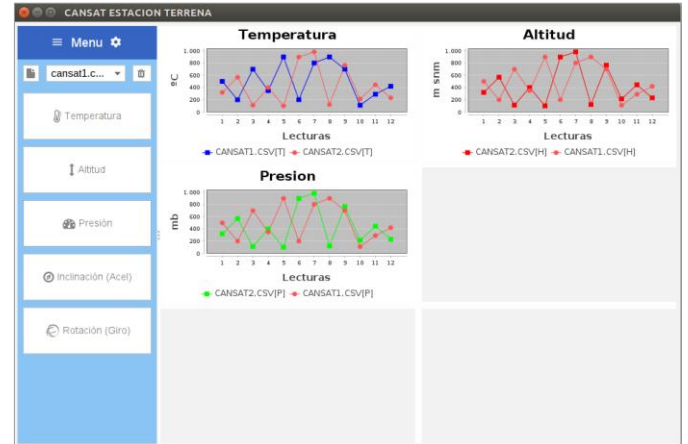 CANSAT ESTACION TERRENA
≡ Menu
cansat1.c...
Temperatura
Altitud
Presión
Inclinación (Acel)
Rotación (Giro)
Temperatura
ºC
1.000
800
600
400
200
0
1 2 3 4 5 6 7 8 9 10 11 12
Lecturas
CANSAT1.CSV[T] CANSAT2.CSV[T]
Altitud
m snm
1.000
800
600
400
200
0
1 2 3 4 5 6 7 8 9 10 11 12
Lecturas
CANSAT2.CSV[H] CANSAT1.CSV[H]
Presion
mb
1.000
800
600
400
200
0
1 2 3 4 5 6 7 8 9 10 11 12
Lecturas
CANSAT2.CSV[P] CANSAT1.CSV[P]